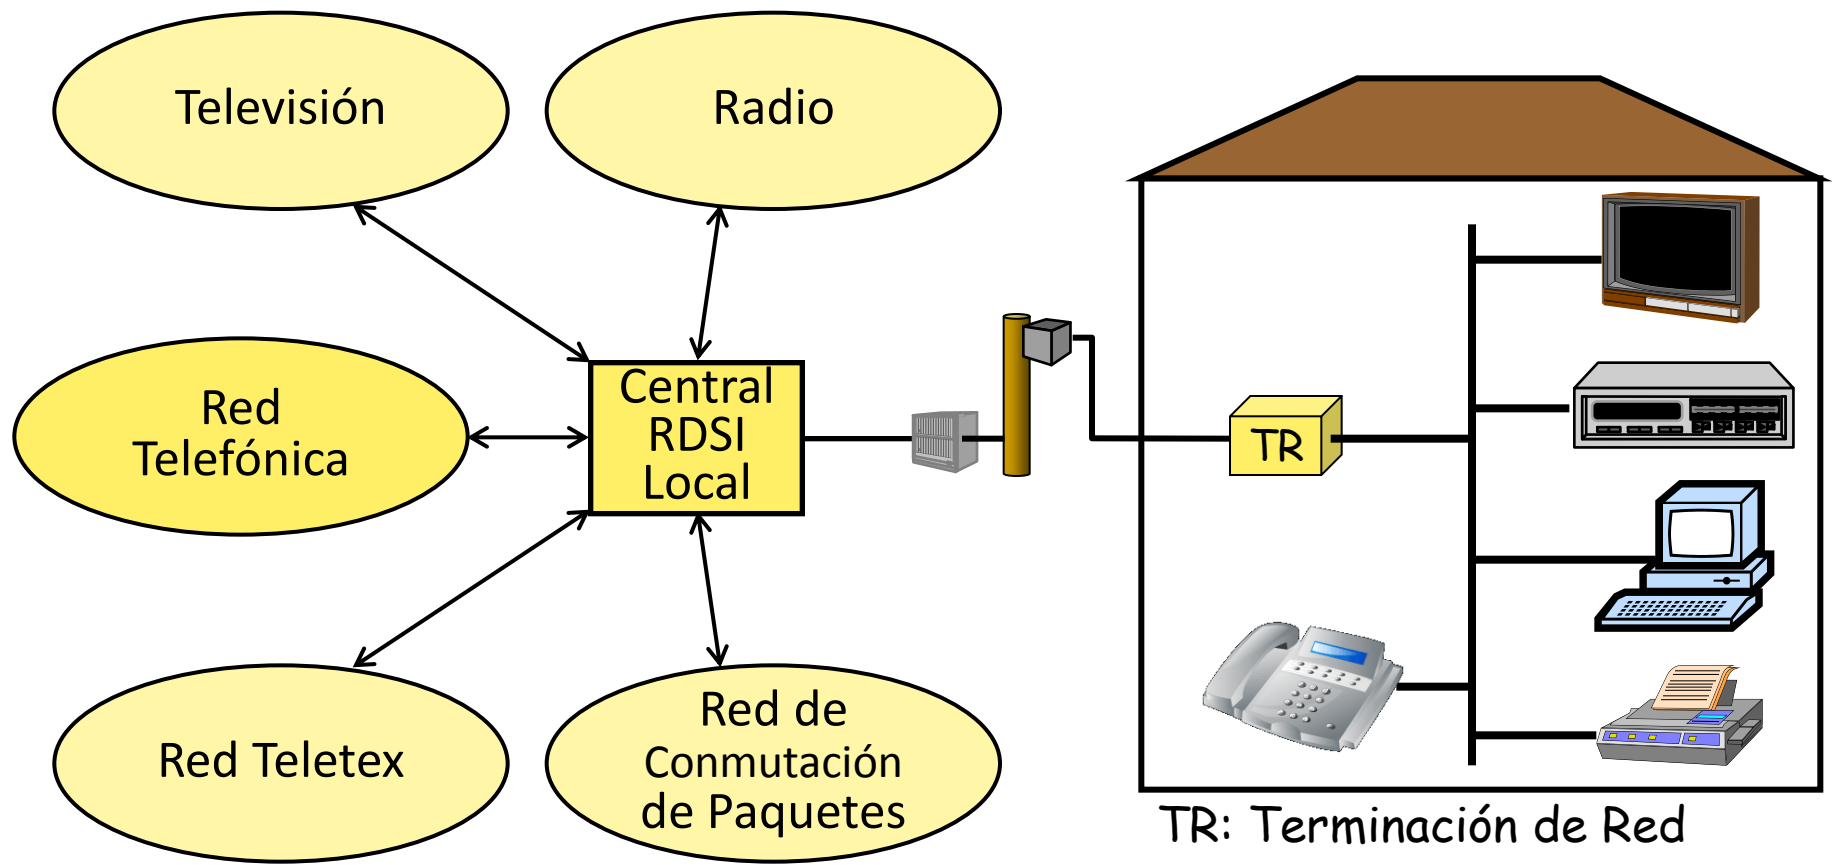 Televisión
Radio
Red
Telefónica
Central
RDSI
Local
TR
Red Teletex
Red de
Conmutación
de Paquetes
TR: Terminación de Red